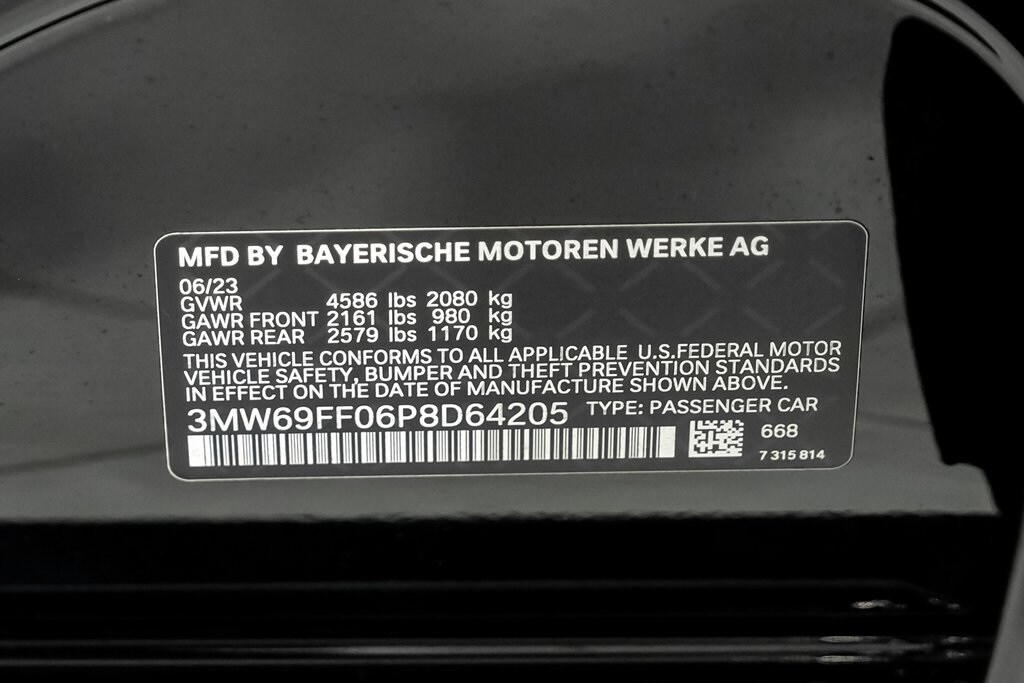 MFD BY BAYERISCHE MOTOREN WERKE AG
06/23
GVWR 4586 lbs 2080 kg
GAWR FRONT 2161 lbs 980 kg
GAWR REAR 2579 lbs 1170 kg
THIS VEHICLE CONFORMS TO ALL APPLICABLE U.S.FEDERAL MOTOR
VEHICLE SAFETY, BUMPER AND THEFT PREVENTION STANDARDS
IN EFFECT ON THE DATE OF MANUFACTURE SHOWN ABOVE.
3MW69FF06P8D64205 TYPE: PASSENGER CAR
668
7 315 814